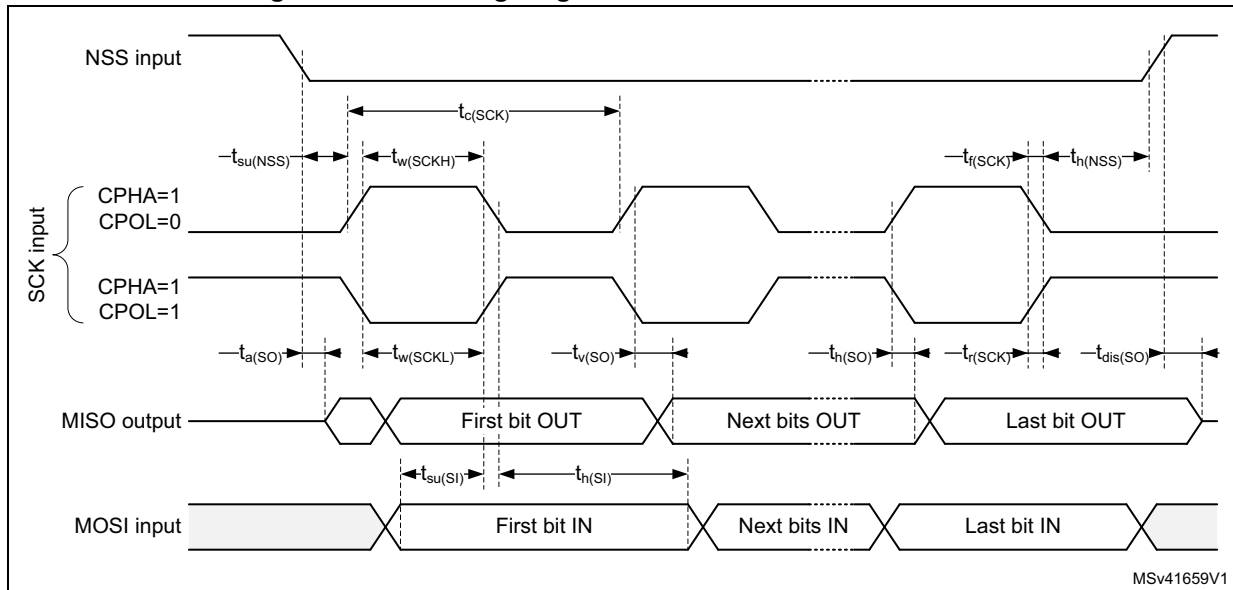 NSS input
tc(SCK)
tsu(NSS) tw(SCKH) tf(SCK) th(NSS)
SCK input
CPHA=1
CPOL=0
CPHA=1
CPOL=1
ta(SO) tw(SCKL) tv(SO) th(SO) tr(SCK) tdis(SO)
MISO output First bit OUT Next bits OUT Last bit OUT
tsu(SI) th(SI)
MOSI input First bit IN Next bits IN Last bit IN
MSv41659V1